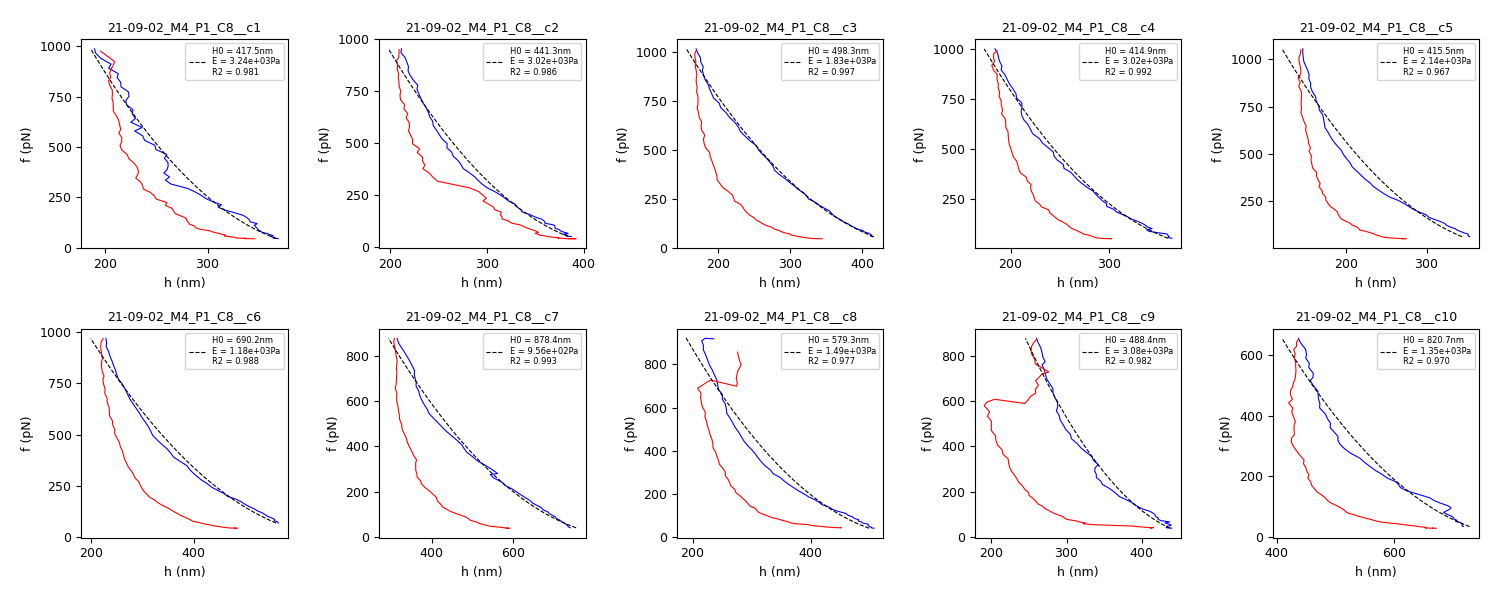 21-09-02_M4_P1_C8__c1
H0 = 417.5nm
E = 3.24e+03Pa
R2 = 0.981
1000
750
500
250
0
f (pN)
200 300
h (nm)
21-09-02_M4_P1_C8__c2
H0 = 441.3nm
E = 3.02e+03Pa
R2 = 0.986
1000
750
500
250
0
f (pN)
200 300 400
h (nm)
21-09-02_M4_P1_C8__c3
H0 = 498.3nm
E = 1.83e+03Pa
R2 = 0.997
1000
750
500
250
0
f (pN)
200 300 400
h (nm)
21-09-02_M4_P1_C8__c4
H0 = 414.9nm
E = 3.02e+03Pa
R2 = 0.992
1000
750
500
250
f (pN)
200 300
h (nm)
21-09-02_M4_P1_C8__c5
H0 = 415.5nm
E = 2.14e+03Pa
R2 = 0.967
1000
750
500
250
f (pN)
200 300
h (nm)
21-09-02_M4_P1_C8__c6
H0 = 690.2nm
E = 1.18e+03Pa
R2 = 0.988
1000
750
500
250
0
f (pN)
200 400
h (nm)
21-09-02_M4_P1_C8__c7
H0 = 878.4nm
E = 9.56e+02Pa
R2 = 0.993
800
600
400
200
0
f (pN)
400 600
h (nm)
21-09-02_M4_P1_C8__c8
H0 = 579.3nm
E = 1.49e+03Pa
R2 = 0.977
800
600
400
200
0
f (pN)
200 400
h (nm)
21-09-02_M4_P1_C8__c9
H0 = 488.4nm
E = 3.08e+03Pa
R2 = 0.982
800
600
400
200
0
f (pN)
200 300 400
h (nm)
21-09-02_M4_P1_C8__c10
H0 = 820.7nm
E = 1.35e+03Pa
R2 = 0.970
600
400
200
0
f (pN)
400 600
h (nm)